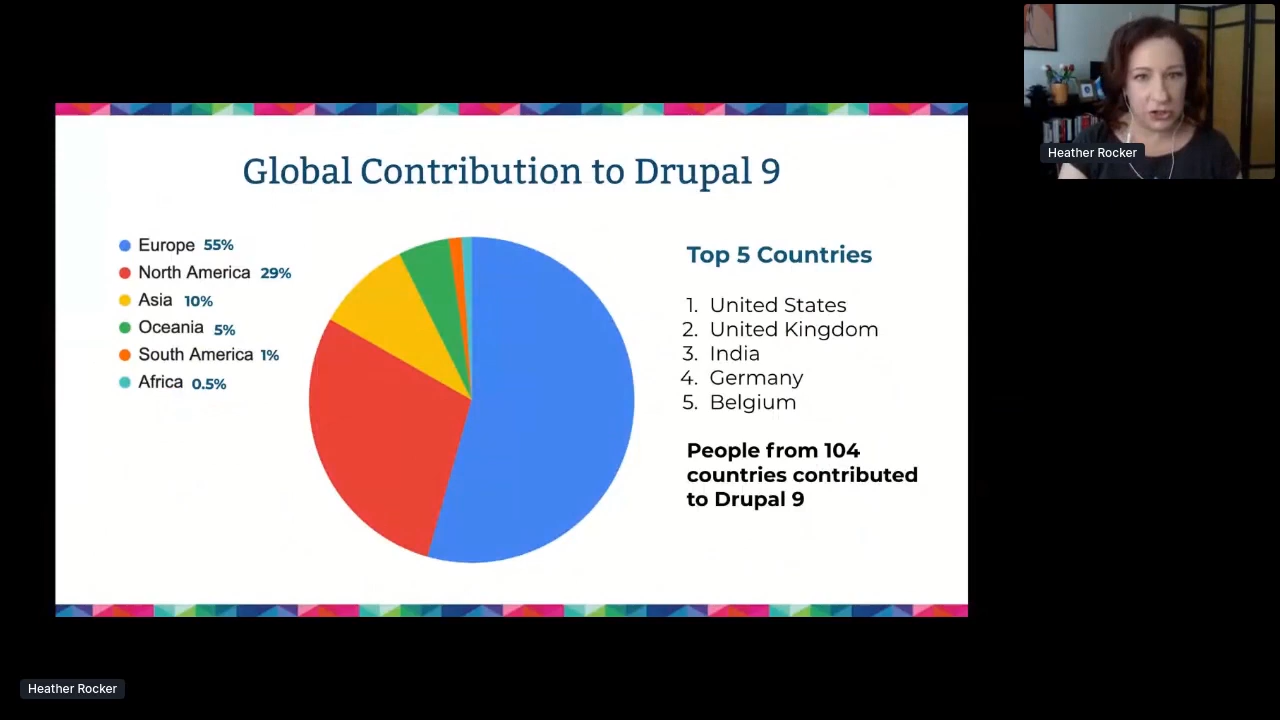 Heather Rocker
Global Contribution to Drupal 9
Europe 55%
North America 29%
Asia 10%
Oceania 5%
South America 1%
Africa 0.5%
Top 5 Countries
1. United States
2. United Kingdom
3. India
4. Germany
5. Belgium
People from 104
countries contributed
to Drupal 9
Heather Rocker